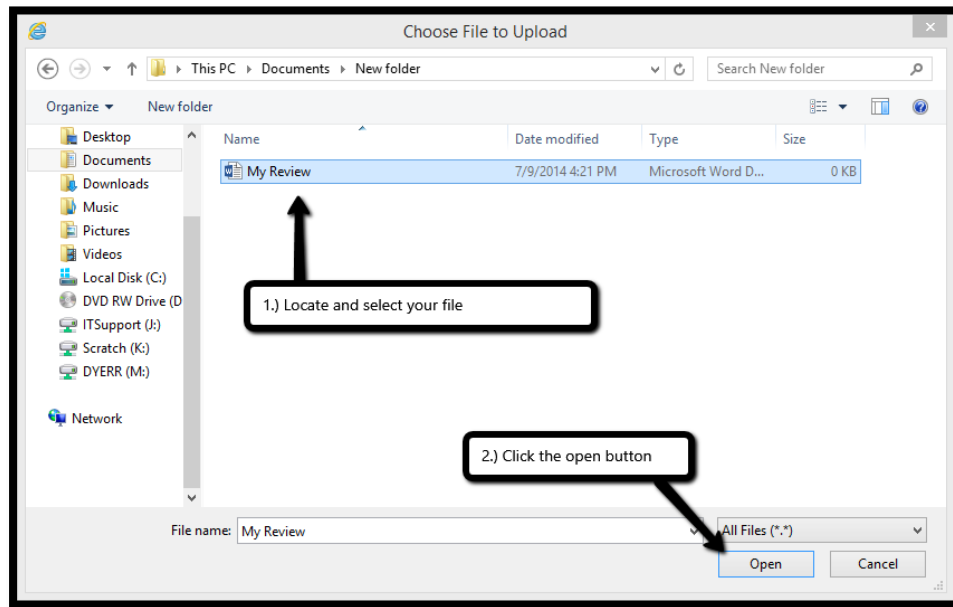 Choose File to Upload
This PC Documents New folder
Search New folder
Organize New folder
Name Date modified Type Size
My Review 7/9/2014 4:21 PM Microsoft Word D... 0 KB
Desktop
Documents
Downloads
Music
Pictures
Videos
Local Disk (C:)
DVD RW Drive (D
ITSupport (J:)
Scratch (K:)
DYERR (M:)
Network
1.) Locate and select your file
2.) Click the open button
File name: My Review
All Files (*.*)
Open Cancel